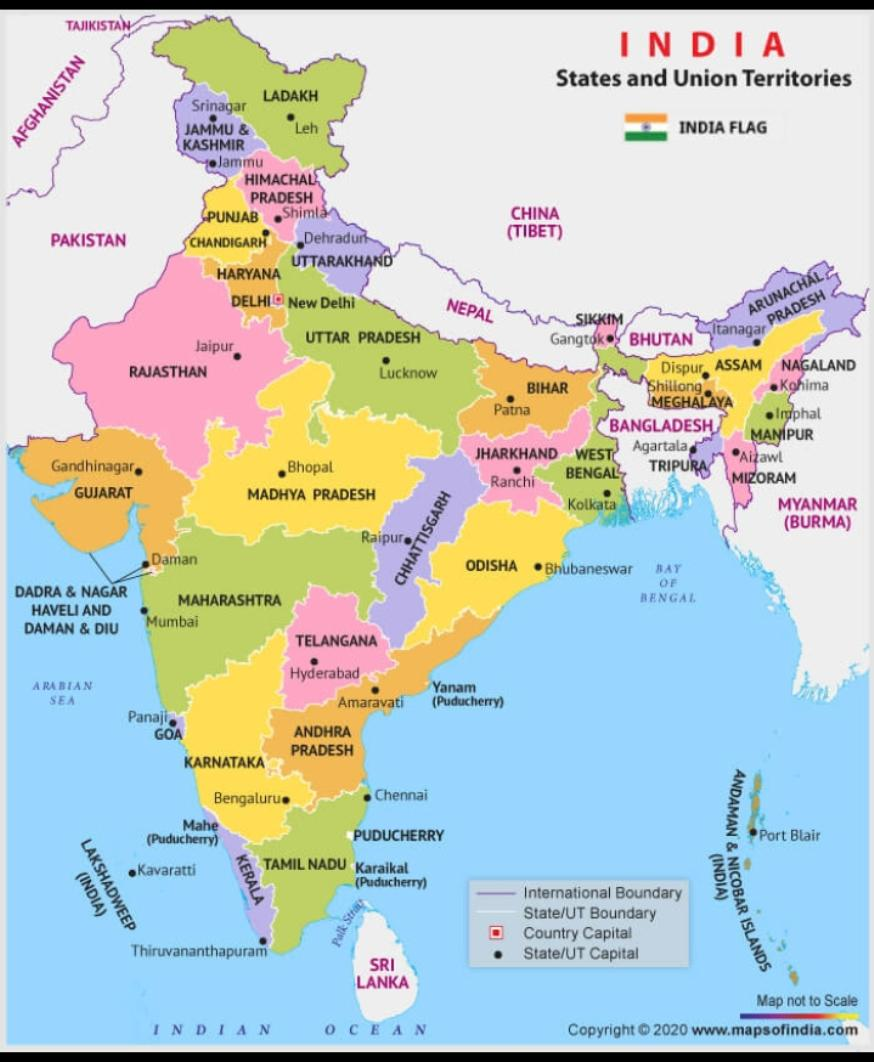 INDIA
States and Union Territories
INDIA FLAG
TAJIKISTAN
AFGHANISTAN
PAKISTAN
CHINA
(TIBET)
NEPAL
BHUTAN
BANGLADESH
MYANMAR
(BURMA)
SRI
LANKA
LADAKH
Leh
Srinagar
JAMMU &
KASHMIR
Jammu
HIMACHAL
PRADESH
Shimla
PUNJAB
CHANDIGARH
Dehradun
UTTARAKHAND
HARYANA
DELHI
New Delhi
UTTAR PRADESH
Lucknow
Jaipur
RAJASTHAN
SIKKIM
Gangtok
ARUNACHAL
PRADESH
Itanagar
Dispur
ASSAM
NAGALAND
Kohima
Shillong
MEGHALAYA
Imphal
MANIPUR
Agartala
TRIPURA
Aizawl
MIZORAM
BIHAR
Patna
JHARKHAND
Ranchi
WEST
BENGAL
Kolkata
Gandhinagar
GUJARAT
Bhopal
MADHYA PRADESH
Raipur
CHHATTISGARH
ODISHA
Bhubaneswar
Daman
DADRA & NAGAR
HAVELI AND
DAMAN & DIU
MAHARASHTRA
Mumbai
TELANGANA
Hyderabad
Amaravati
Yanam
(Puducherry)
ANDHRA
PRADESH
Panaji
GOA
KARNATAKA
Bengaluru
Chennai
Mahe
(Puducherry)
PUDUCHERRY
TAMIL NADU
Karaikal
(Puducherry)
KERALA
Thiruvananthapuram
Kavaratti
LAKSHADWEEP
(INDIA)
ANDAMAN & NICOBAR ISLANDS
(INDIA)
Port Blair
ARABIAN
SEA
BAY
OF
BENGAL
Palk Strait
INDIAN OCEAN
International Boundary
State/UT Boundary
Country Capital
State/UT Capital
Map not to Scale
Copyright © 2020 www.mapsofindia.com